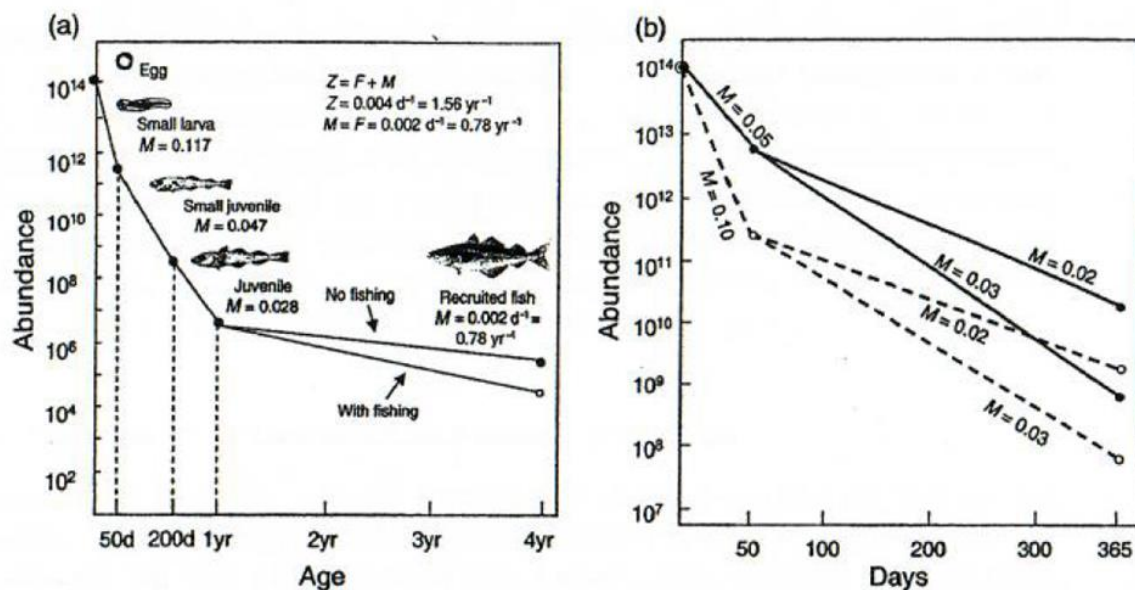 (a)
Abundance
10¹⁴
10¹²
10¹⁰
10⁸
10⁶
10⁴
10²
Egg
Small larva
M = 0.117
Small juvenile
M = 0.047
Juvenile
M = 0.028
Z = F + M
Z = 0.004 d⁻¹ = 1.56 yr⁻¹
M = F = 0.002 d⁻¹ = 0.78 yr⁻¹
No fishing
With fishing
Recruited fish
M = 0.002 d⁻¹ =
0.78 yr⁻¹
50d 200d 1yr 2yr 3yr 4yr
Age
(b)
Abundance
10¹⁴
10¹³
10¹²
10¹¹
10¹⁰
10⁹
10⁸
10⁷
M = 0.05
M = 0.10
M = 0.02
M = 0.03
M = 0.02
M = 0.03
50 100 200 300 365
Days